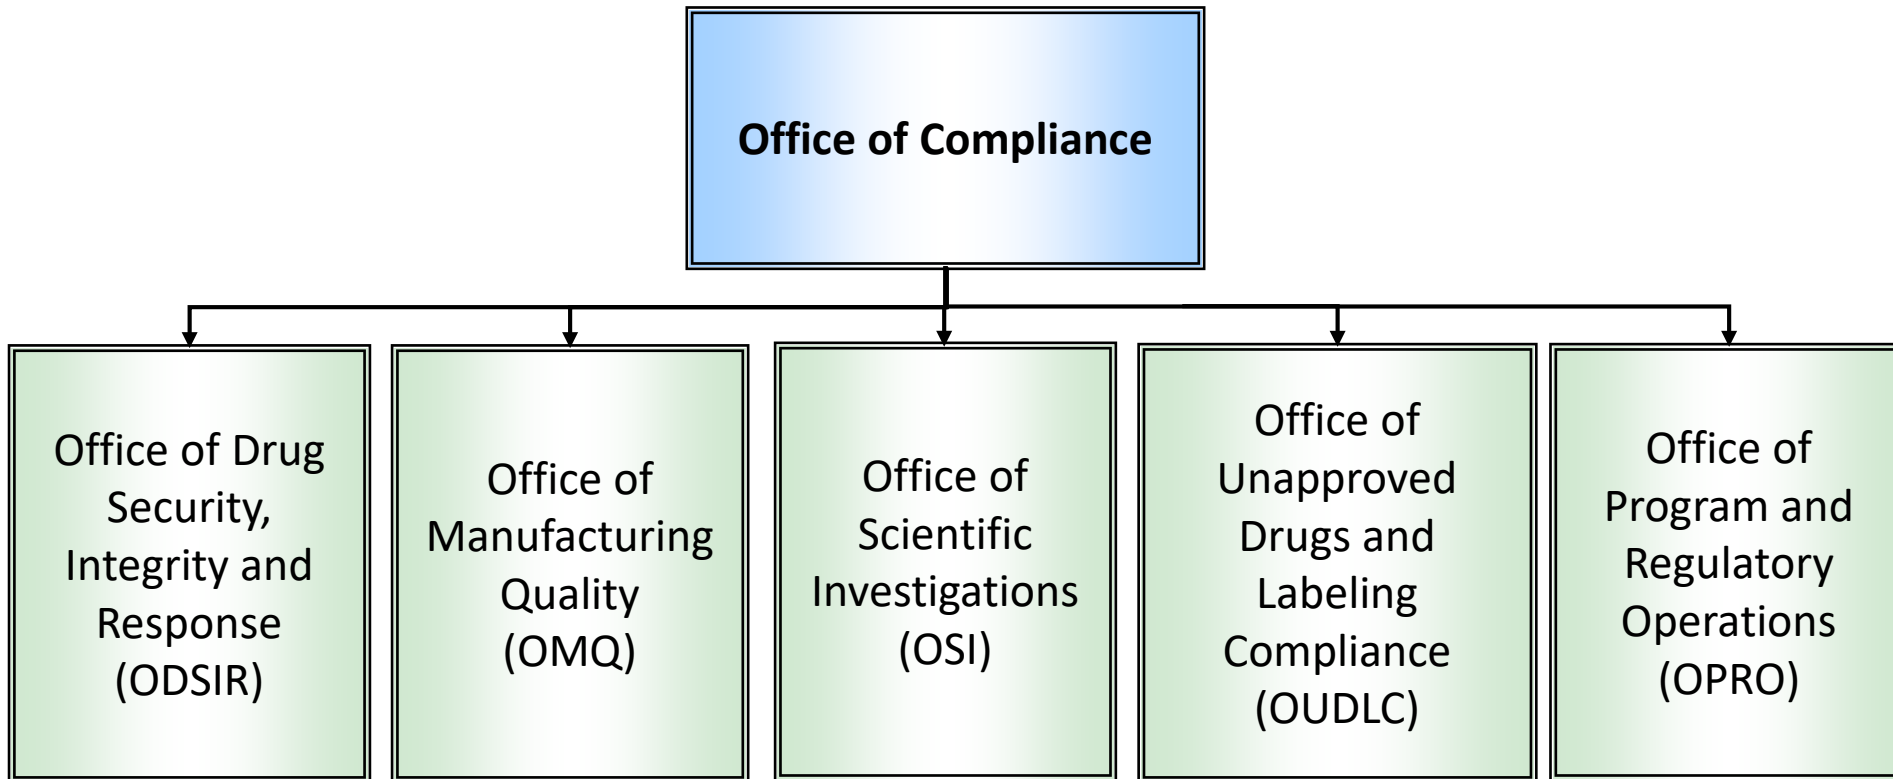 Office of Compliance
Office of Drug
Security,
Integrity and
Response
(ODSIR)
Office of
Manufacturing
Quality
(OMQ)
Office of
Scientific
Investigations
(OSI)
Office of
Unapproved
Drugs and
Labeling
Compliance
(OUDLC)
Office of
Program and
Regulatory
Operations
(OPRO)